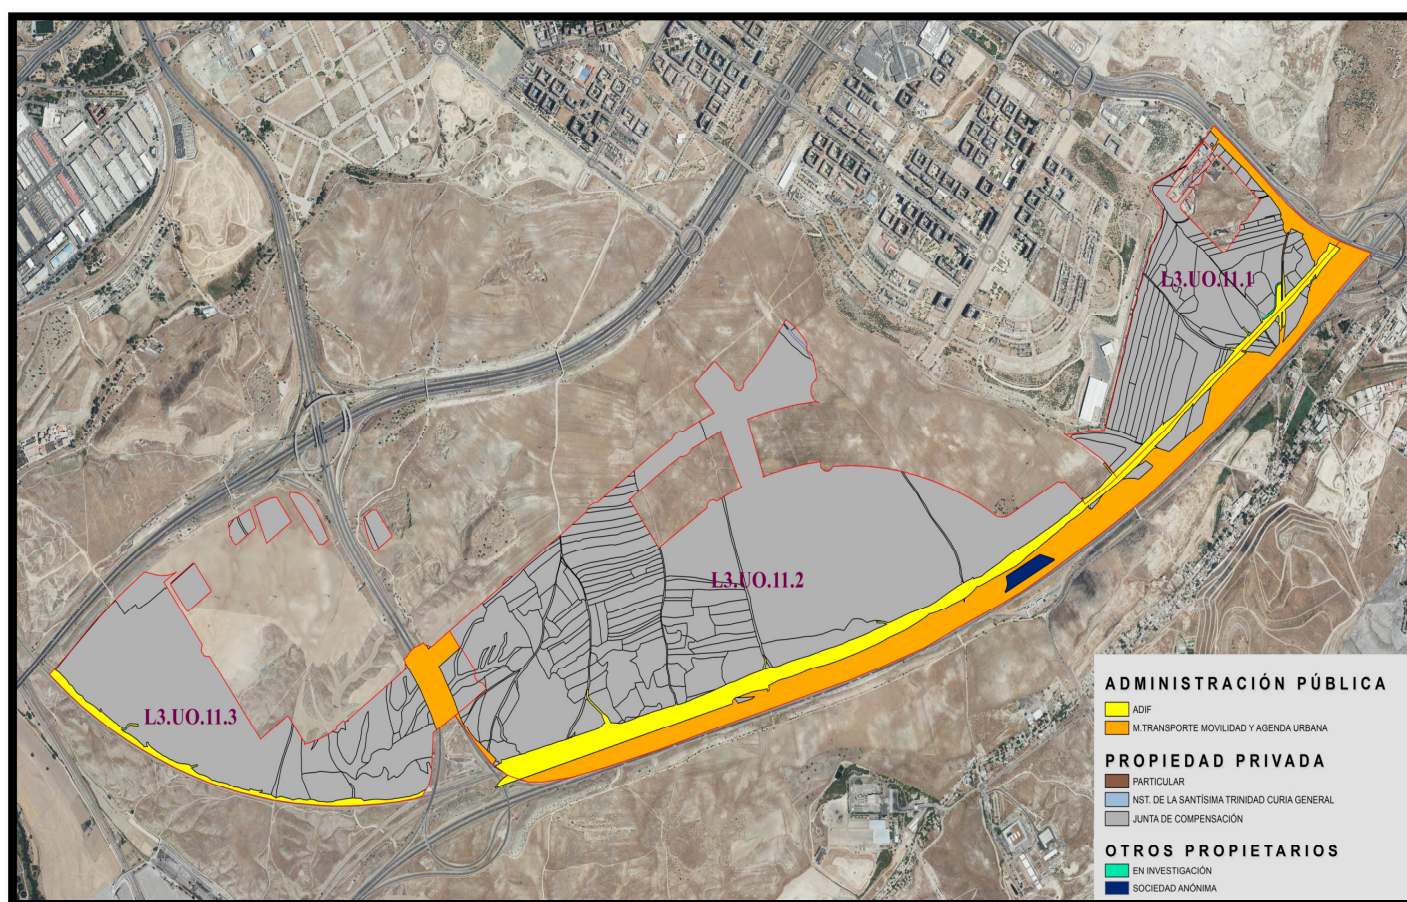 L3.UO.11.1
L3.UO.11.2
L3.UO.11.3
ADMINISTRACIÓN PÚBLICA
ADIF
M.TRANSPORTE MOVILIDAD Y AGENDA URBANA
PROPIEDAD PRIVADA
PARTICULAR
NST. DE LA SANTÍSIMA TRINIDAD CURIA GENERAL
JUNTA DE COMPENSACIÓN
OTROS PROPIETARIOS
EN INVESTIGACIÓN
SOCIEDAD ANÓNIMA